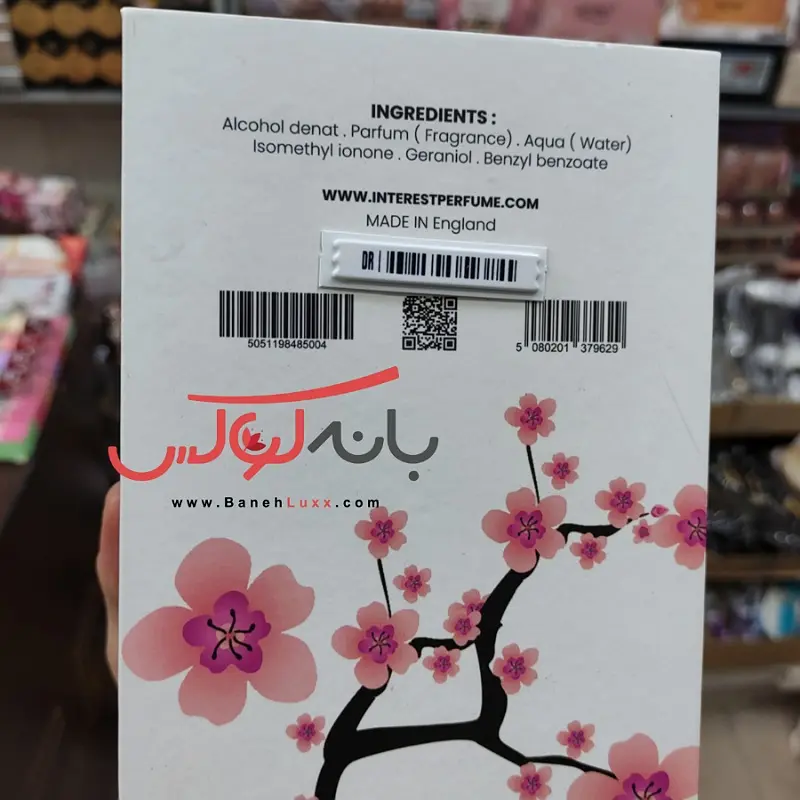 INGREDIENTS :
Alcohol denat . Parfum ( Fragrance) . Aqua ( Water)
Isomethyl ionone . Geraniol . Benzyl benzoate
WWW.INTERESTPERFUME.COM
MADE IN England
DR
5051198485004
5 080201 379629
بانه لوکس
www.BanehLuxx.com